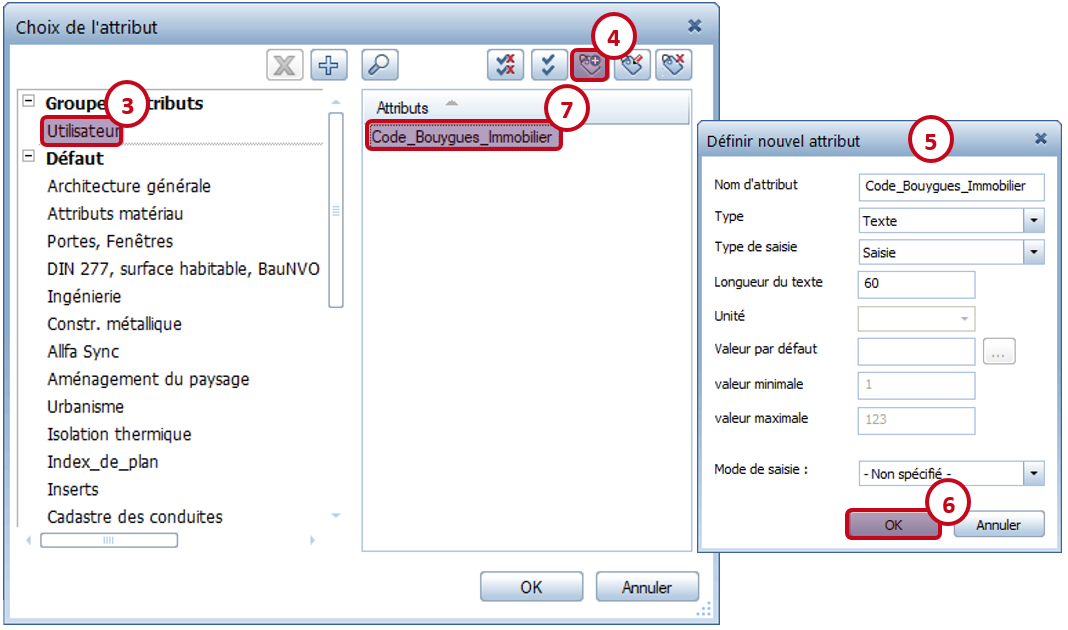 Choix de l'attribut
4
3
Groupe tributs
Utilisateur
Défaut
Architecture générale
Attributs matériau
Portes, Fenêtres
DIN 277, surface habitable, BauNVO
Ingénierie
Constr. métallique
Allfa Sync
Aménagement du paysage
Urbanisme
Isolation thermique
Index_de_plan
Inserts
Cadastre des conduites
Attributs
7
Code_Bouygues_Immobilier
OK
Annuler
Définir nouvel attribut
5
Nom d'attribut
Code_Bouygues_Immobilier
Type
Texte
Type de saisie
Saisie
Longueur du texte
60
Unité
Valeur par défaut
...
valeur minimale
1
valeur maximale
123
Mode de saisie :
- Non spécifié -
6
OK
Annuler